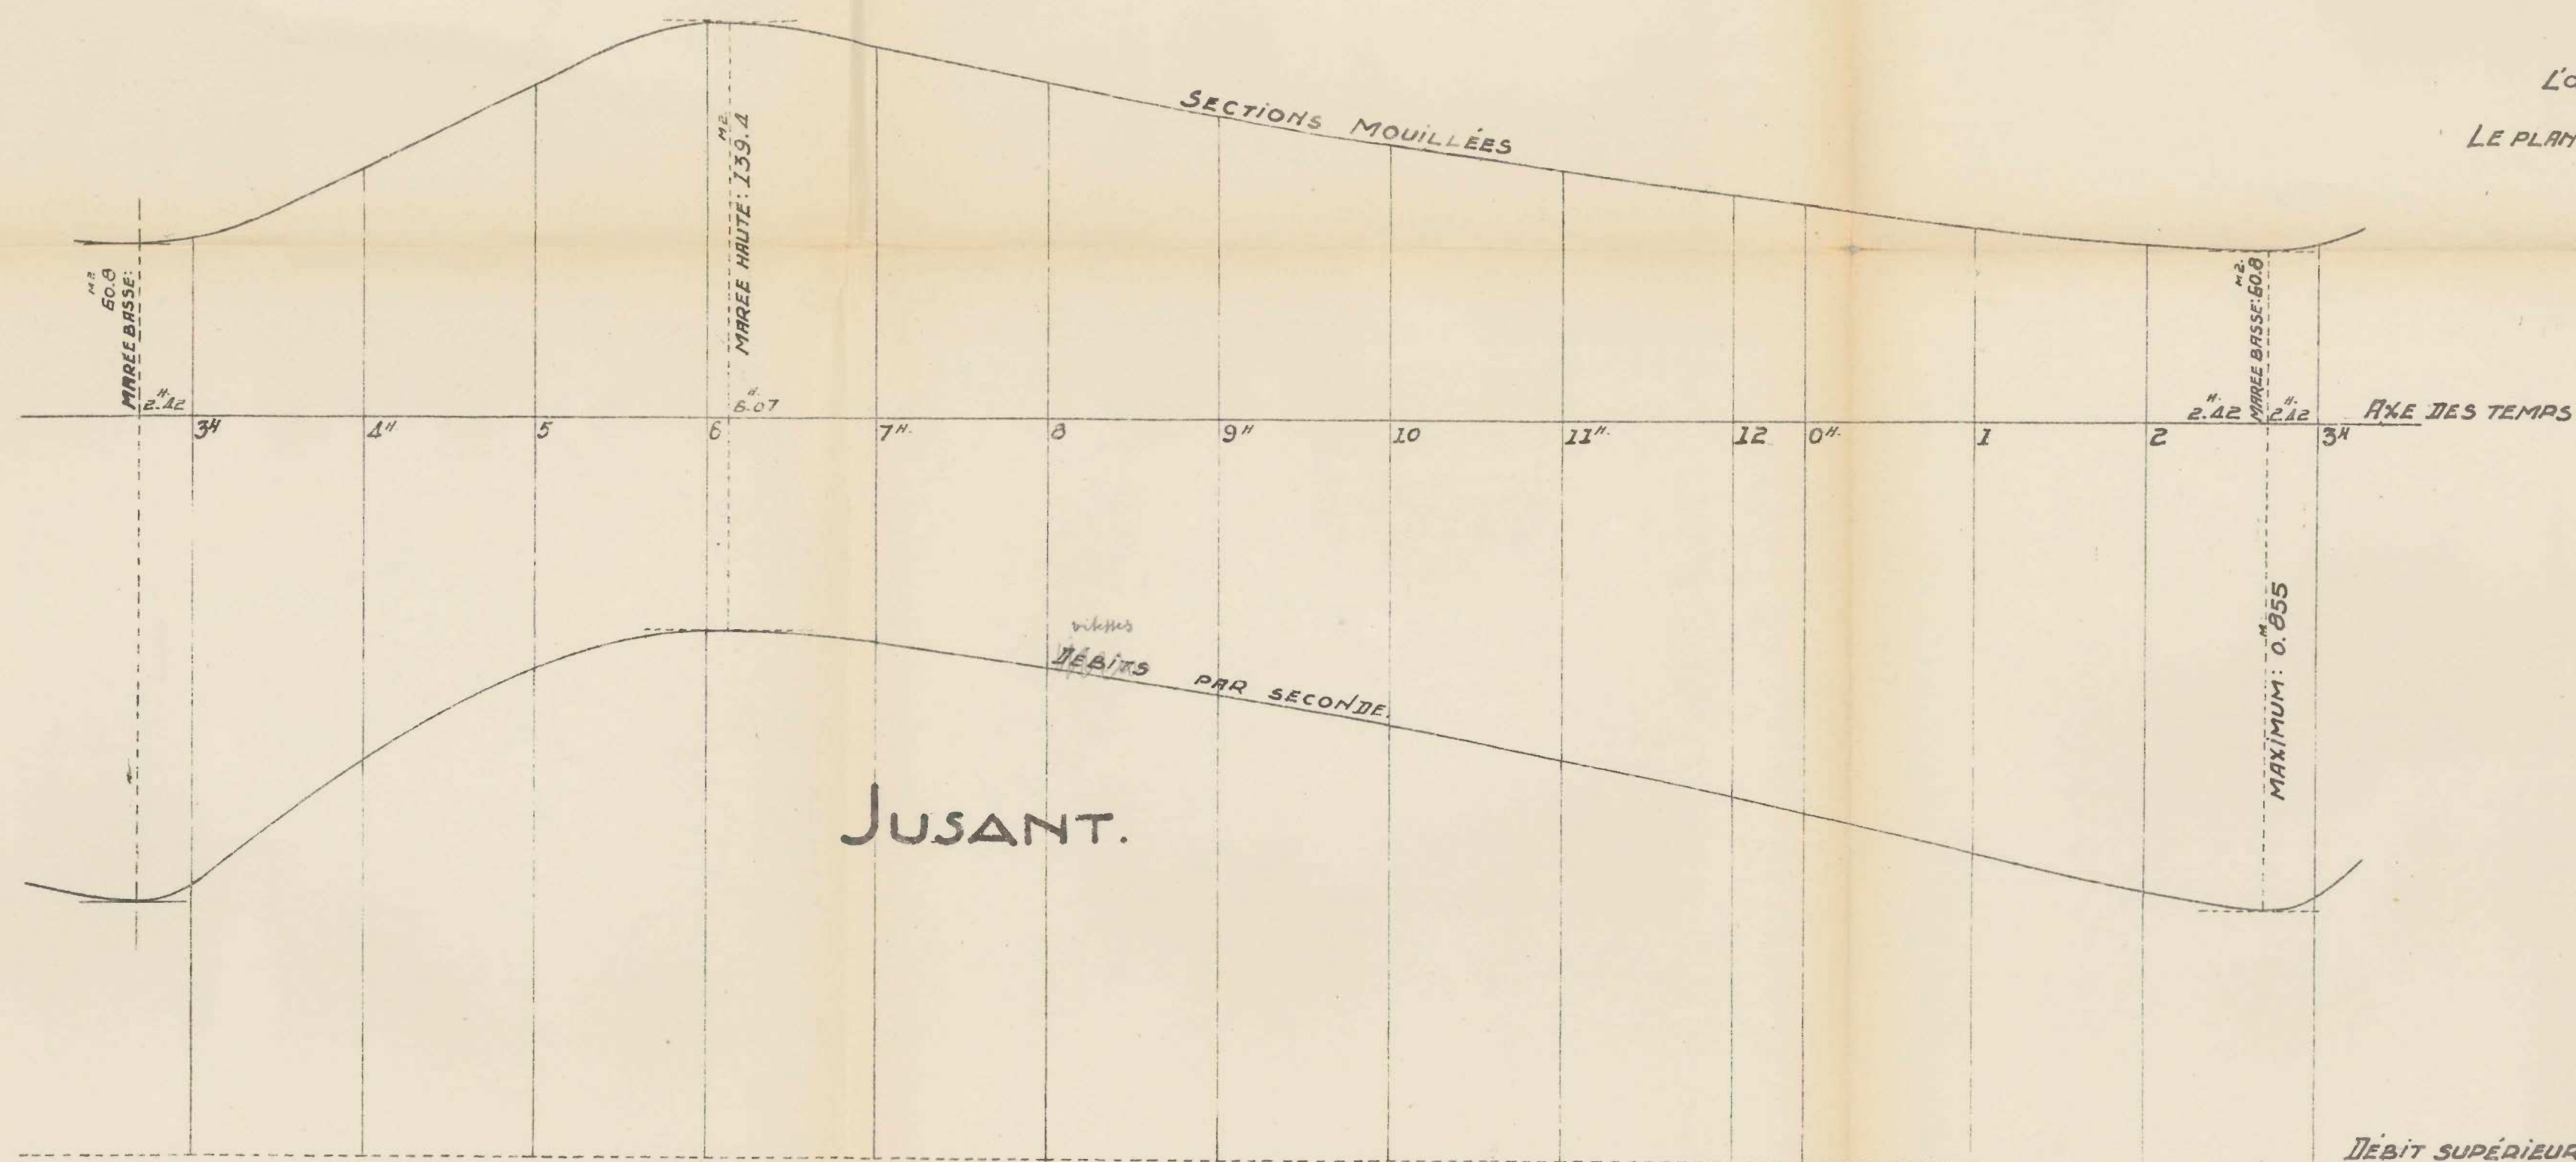 L'O
LE PLAN
SECTIONS MOUILLÉES
M2
60.8
MAREE BASSE:
M2.
MAREE HAUTE: 139.4
M2.
MAREE BASSE: 60.8
H.
2.42
H.
6.07
H.
2.42
H.
2.42
AXE DES TEMPS
3H 4H 5 6 7H. 8 9H 10 11H. 12 0H. 1 2 3H
vitesses
DÉBITS PAR SECONDE.
M
MAXIMUM: 0.855
JUSANT.
DÉBIT SUPÉRIEUR